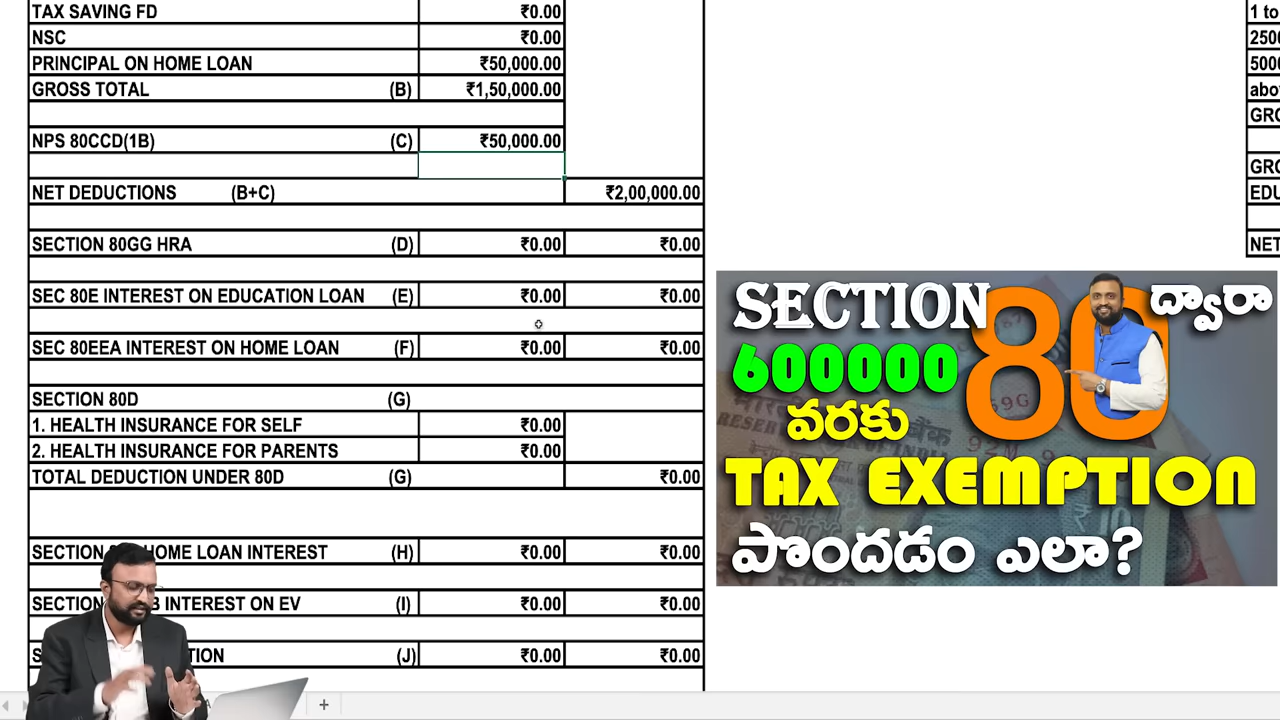 TAX SAVING FD ₹0.00
NSC ₹0.00
PRINCIPAL ON HOME LOAN ₹50,000.00
GROSS TOTAL (B) ₹1,50,000.00
NPS 80CCD(1B) (C) ₹50,000.00
NET DEDUCTIONS (B+C) ₹2,00,000.00
SECTION 80GG HRA (D) ₹0.00 ₹0.00
SEC 80E INTEREST ON EDUCATION LOAN (E) ₹0.00 ₹0.00
SEC 80EEA INTEREST ON HOME LOAN (F) ₹0.00 ₹0.00
SECTION 80D (G)
1. HEALTH INSURANCE FOR SELF ₹0.00
2. HEALTH INSURANCE FOR PARENTS ₹0.00
TOTAL DEDUCTION UNDER 80D (G) ₹0.00
SECTION HOME LOAN INTEREST (H) ₹0.00 ₹0.00
SECTION INTEREST ON EV (I) ₹0.00 ₹0.00
(J) ₹0.00 ₹0.00
1 to
NET
SECTION 80 ద్వారా
600000
వరకు
TAX EXEMPTION
పొందడం ఎలా?